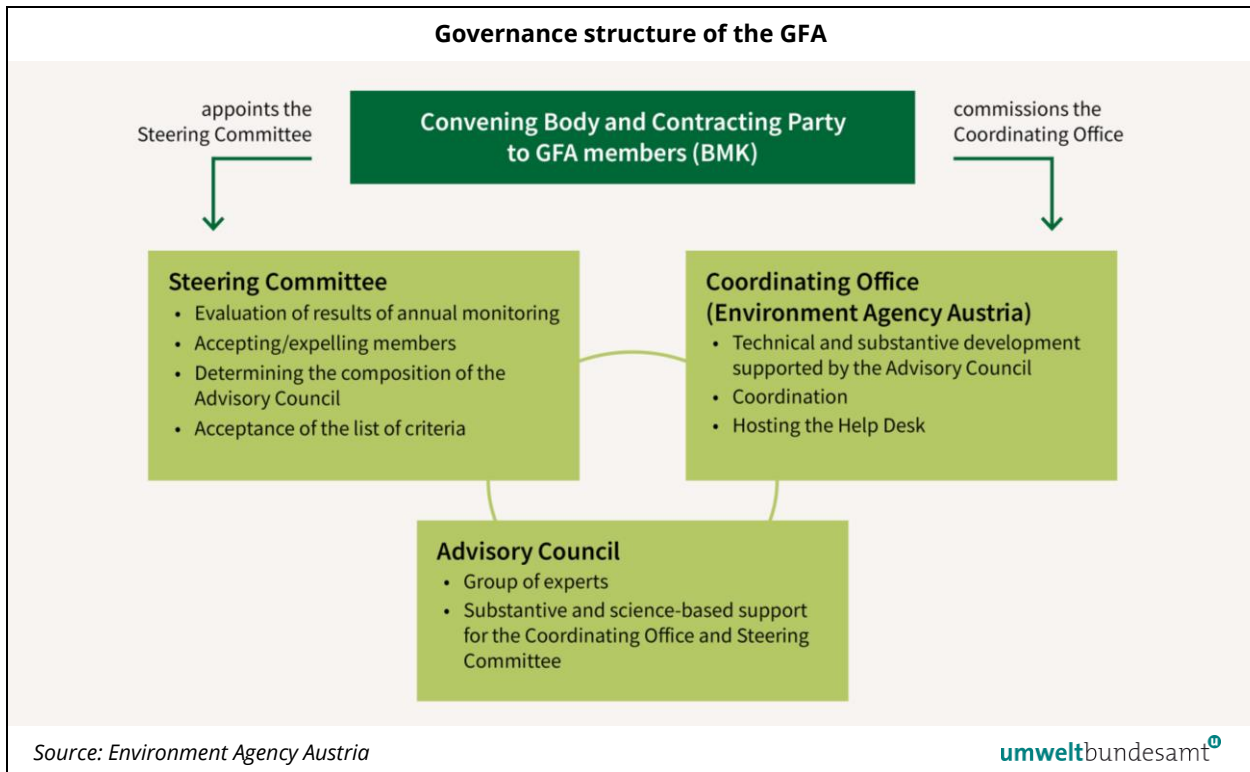 Governance structure of the GFA
appoints the
Steering Committee
Convening Body and Contracting Party
to GFA members (BMK)
commissions the
Coordinating Office
Steering Committee
• Evaluation of results of annual monitoring
• Accepting/expelling members
• Determining the composition of the
Advisory Council
• Acceptance of the list of criteria
Coordinating Office
(Environment Agency Austria)
• Technical and substantive development
supported by the Advisory Council
• Coordination
• Hosting the Help Desk
Advisory Council
• Group of experts
• Substantive and science-based support
for the Coordinating Office and Steering
Committee
Source: Environment Agency Austria
umweltbundesamt u